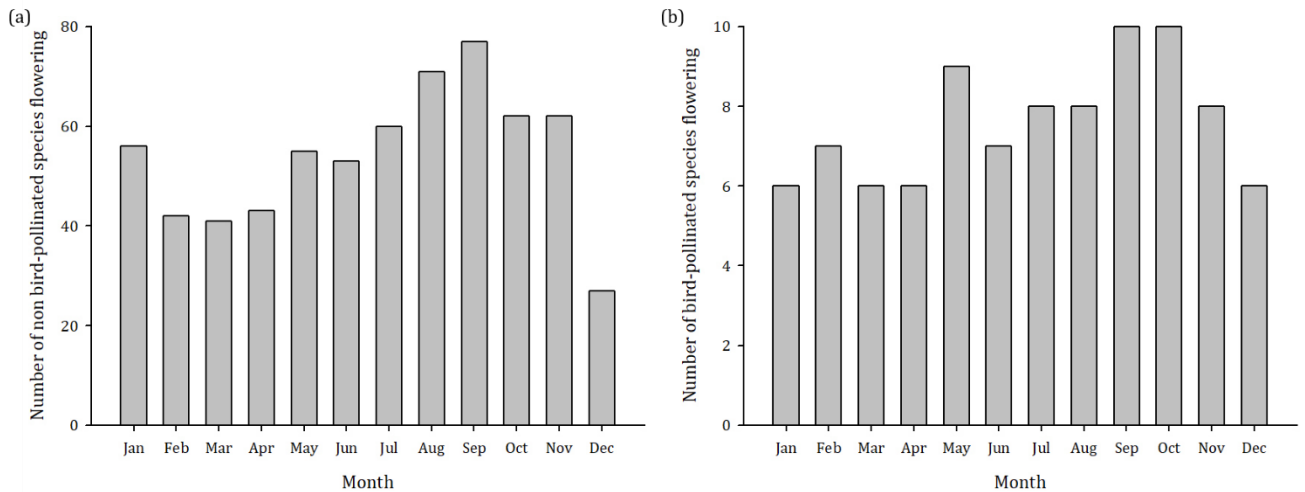 (a)
Number of non bird-pollinated species flowering
80
60
40
20
0
Jan Feb Mar Apr May Jun Jul Aug Sep Oct Nov Dec
Month
(b)
Number of bird-pollinated species flowering
10
8
6
4
2
0
Jan Feb Mar Apr May Jun Jul Aug Sep Oct Nov Dec
Month